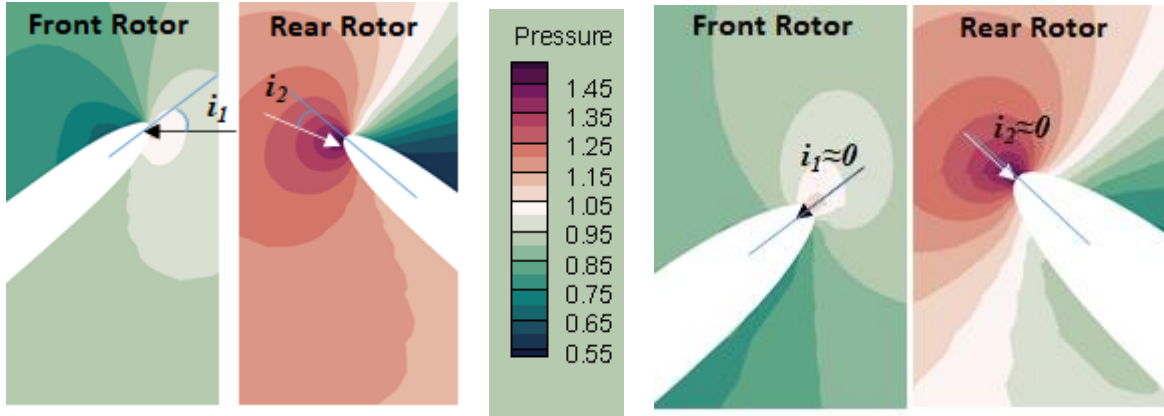 Front Rotor
Rear Rotor
i₁
i₂
Pressure
1.45
1.35
1.25
1.15
1.05
0.95
0.85
0.75
0.65
0.55
Front Rotor
Rear Rotor
i₁≈0
i₂≈0